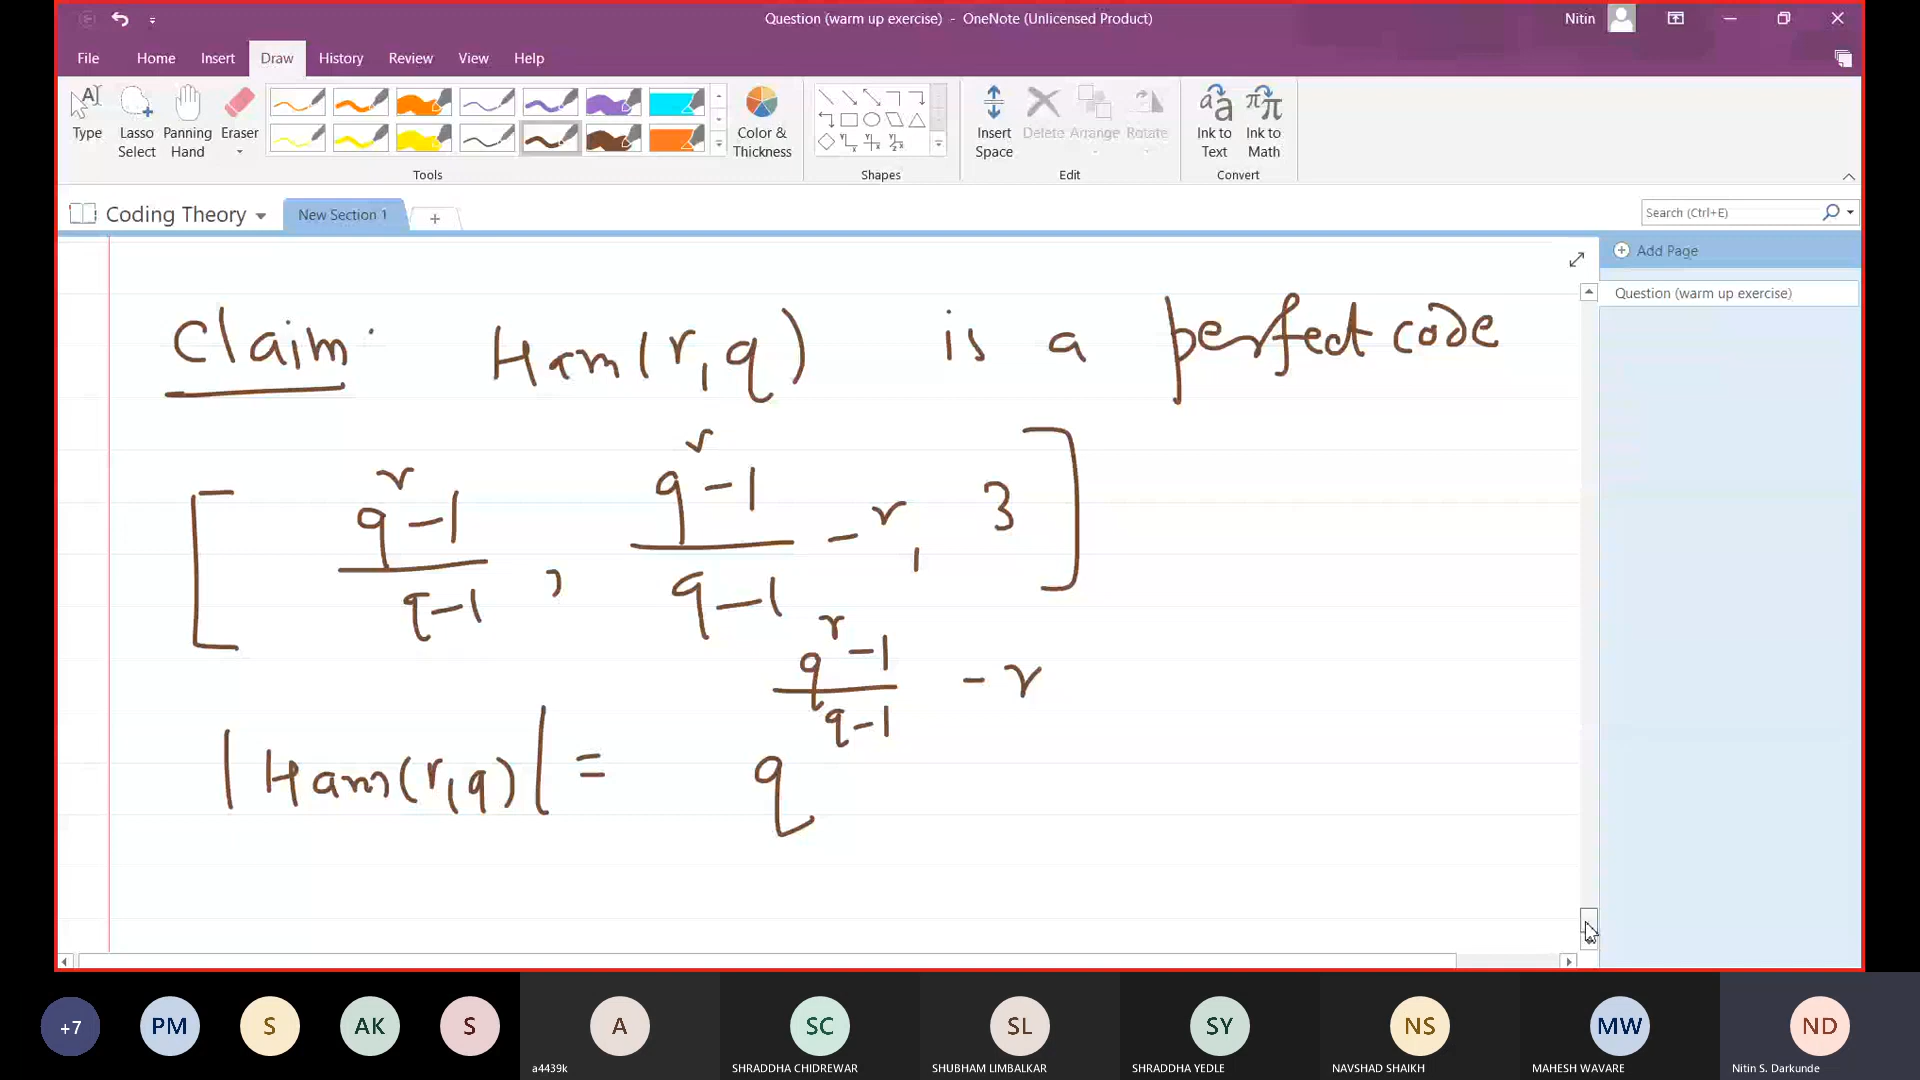 Question (warm up exercise) - OneNote (Unlicensed Product)
Nitin
File Home Insert Draw History Review View Help
Type
Lasso Select
Panning Hand
Eraser
Color & Thickness
Insert Space
Delete
Arrange
Rotate
Ink to Text
Ink to Math
Tools
Shapes
Edit
Convert
Coding Theory
New Section 1
Search (Ctrl+E)
Add Page
Question (warm up exercise)
Claim: Ham(r,q) is a perfect code
[ (q^r-1)/(q-1), (q^r-1)/(q-1) - r, 3 ]
|Ham(r,q)| = q^((q^r-1)/(q-1) - r)
+7
PM
S
AK
S
A
SC
SL
SY
NS
MW
ND
a4439k
SHRADDHA CHIDREWAR
SHUBHAM LIMBALKAR
SHRADDHA YEDLE
NAVSHAD SHAIKH
MAHESH WAVARE
Nitin S. Darkunde